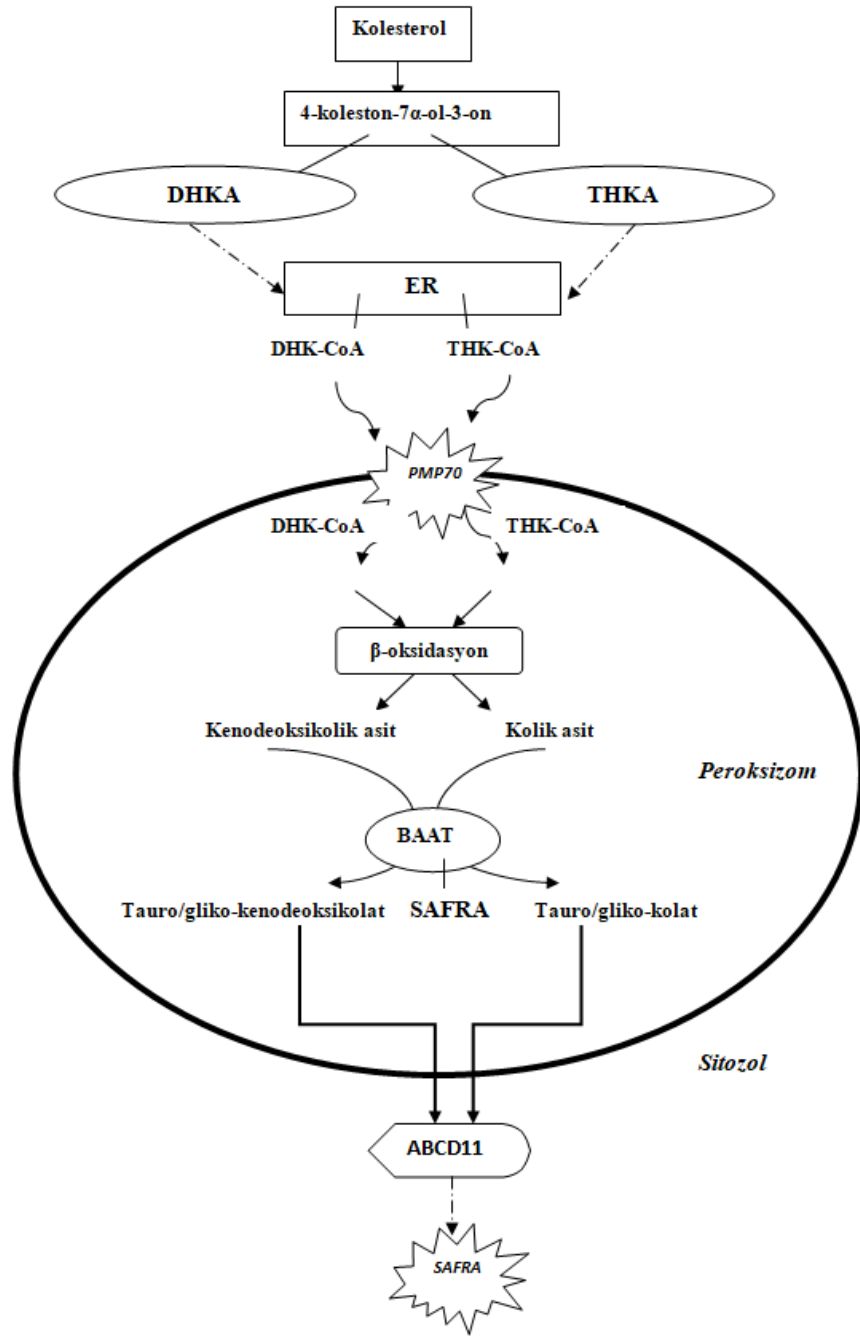 Kolesterol
4-koleston-7α-ol-3-on
DHKA
THKA
ER
DHK-CoA
THK-CoA
PMP70
DHK-CoA
THK-CoA
β-oksidasyon
Kenodeoksikolik asit
Kolik asit
Peroksizom
BAAT
Tauro/gliko-kenodeoksikolat
SAFRA
Tauro/gliko-kolat
Sitozol
ABCD11
SAFRA